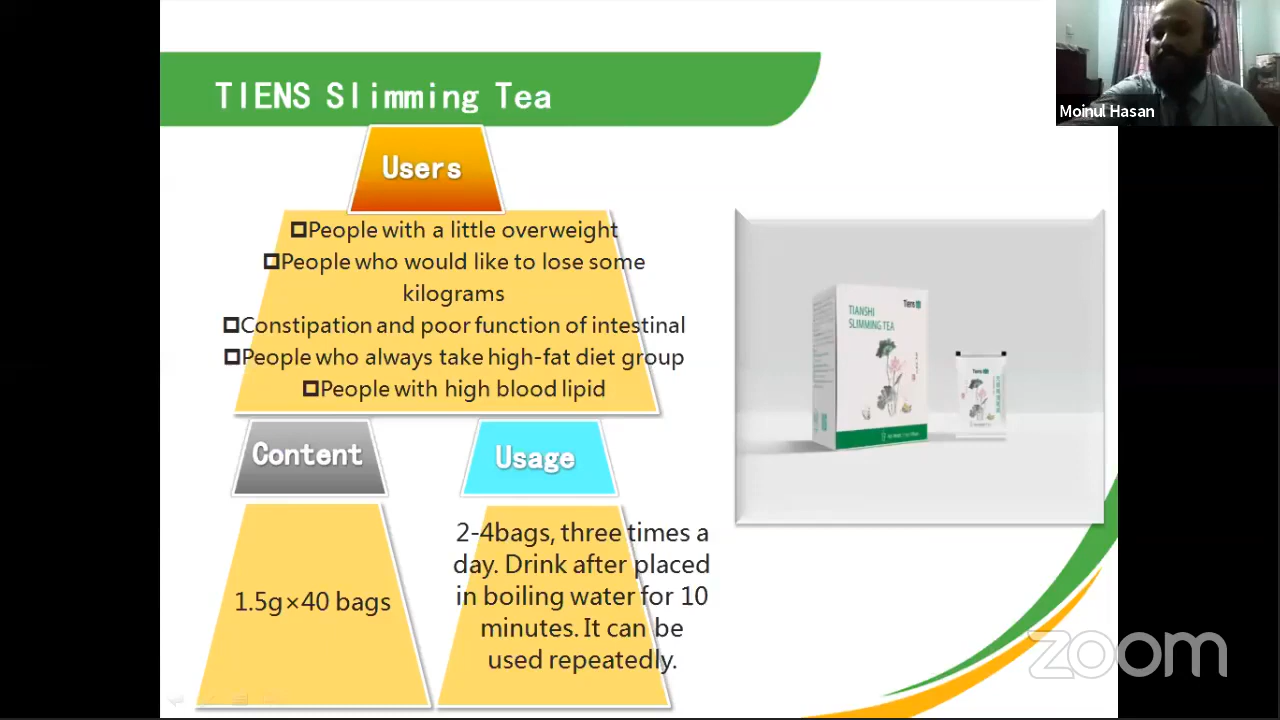 TIENS Slimming Tea
Users
People with a little overweight
People who would like to lose some
kilograms
Constipation and poor function of intestinal
People who always take high-fat diet group
People with high blood lipid
Content
1.5g×40 bags
Usage
2-4bags, three times a
day. Drink after placed
in boiling water for 10
minutes. It can be
used repeatedly.
Tiens
TIANSHI
SLIMMING TEA
Tiens
Moinul Hasan
zoom